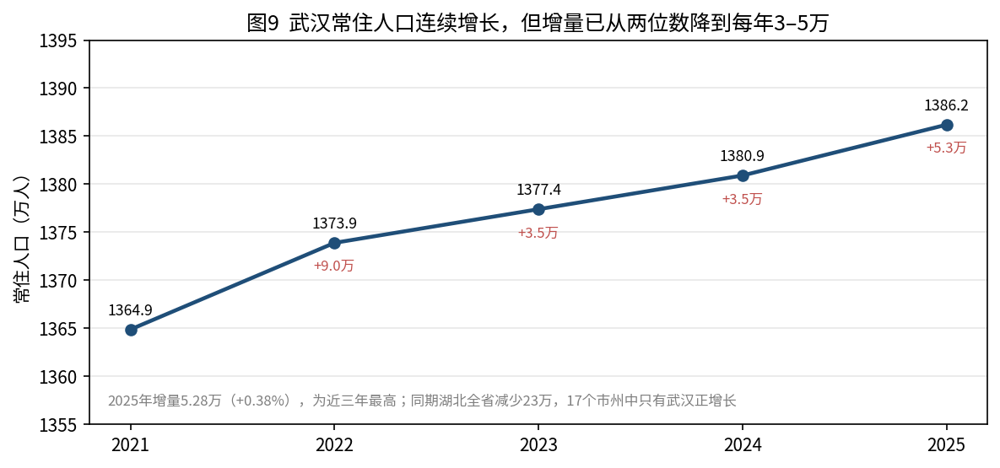 图9 武汉常住人口连续增长，但增量已从两位数降到每年3–5万
常住人口（万人）
1395
1390
1385
1380
1375
1370
1365
1360
1355
1364.9
1373.9
+9.0万
1377.4
+3.5万
1380.9
+3.5万
1386.2
+5.3万
2025年增量5.28万（+0.38%），为近三年最高；同期湖北全省减少23万，17个市州中只有武汉正增长
2021
2022
2023
2024
2025